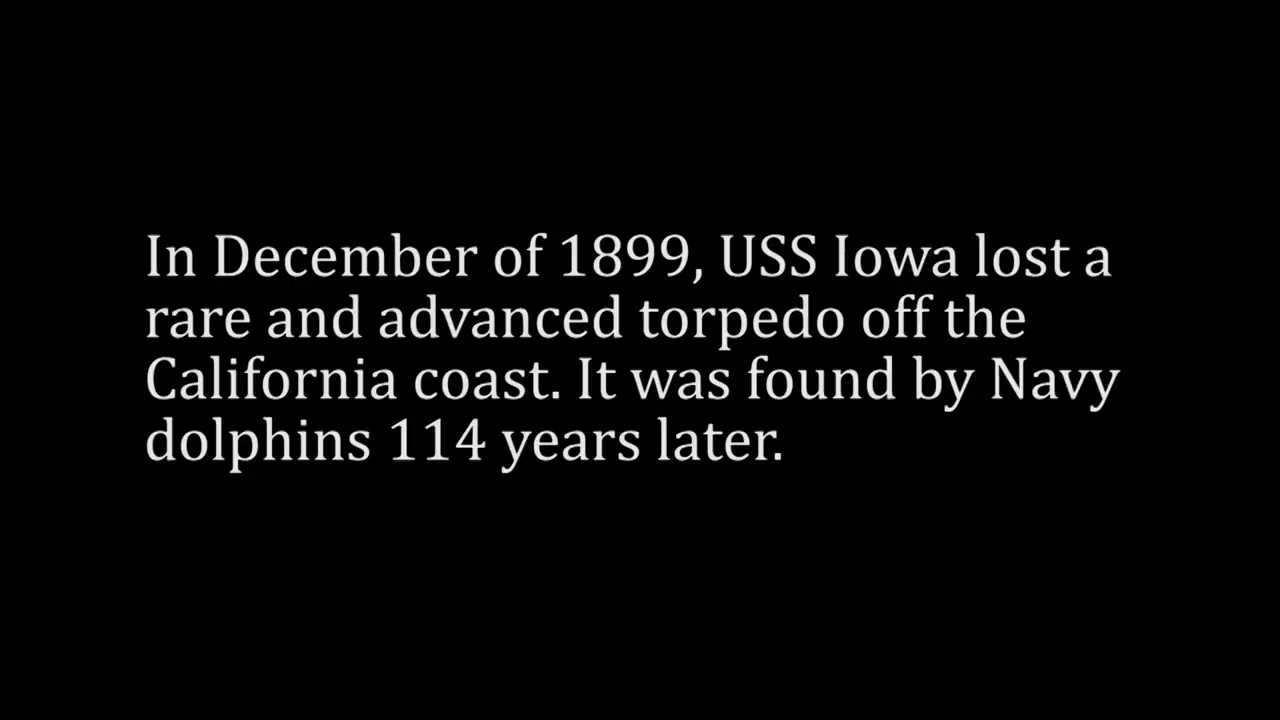 In December of 1899, USS Iowa lost a
rare and advanced torpedo off the
California coast. It was found by Navy
dolphins 114 years later.